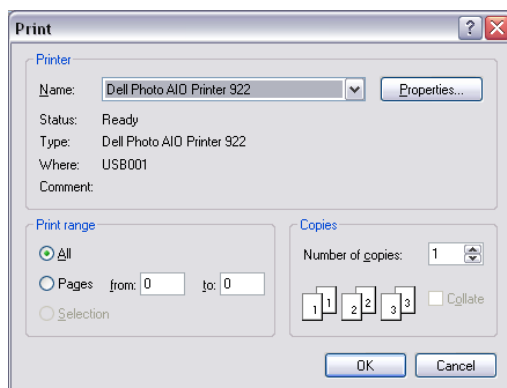 Print
Printer
Name: Dell Photo AIO Printer 922 Properties...
Status: Ready
Type: Dell Photo AIO Printer 922
Where: USB001
Comment:
Print range
All
Pages from: 0 to: 0
Selection
Copies
Number of copies: 1
1 1 2 2 3 3 Collate
OK Cancel